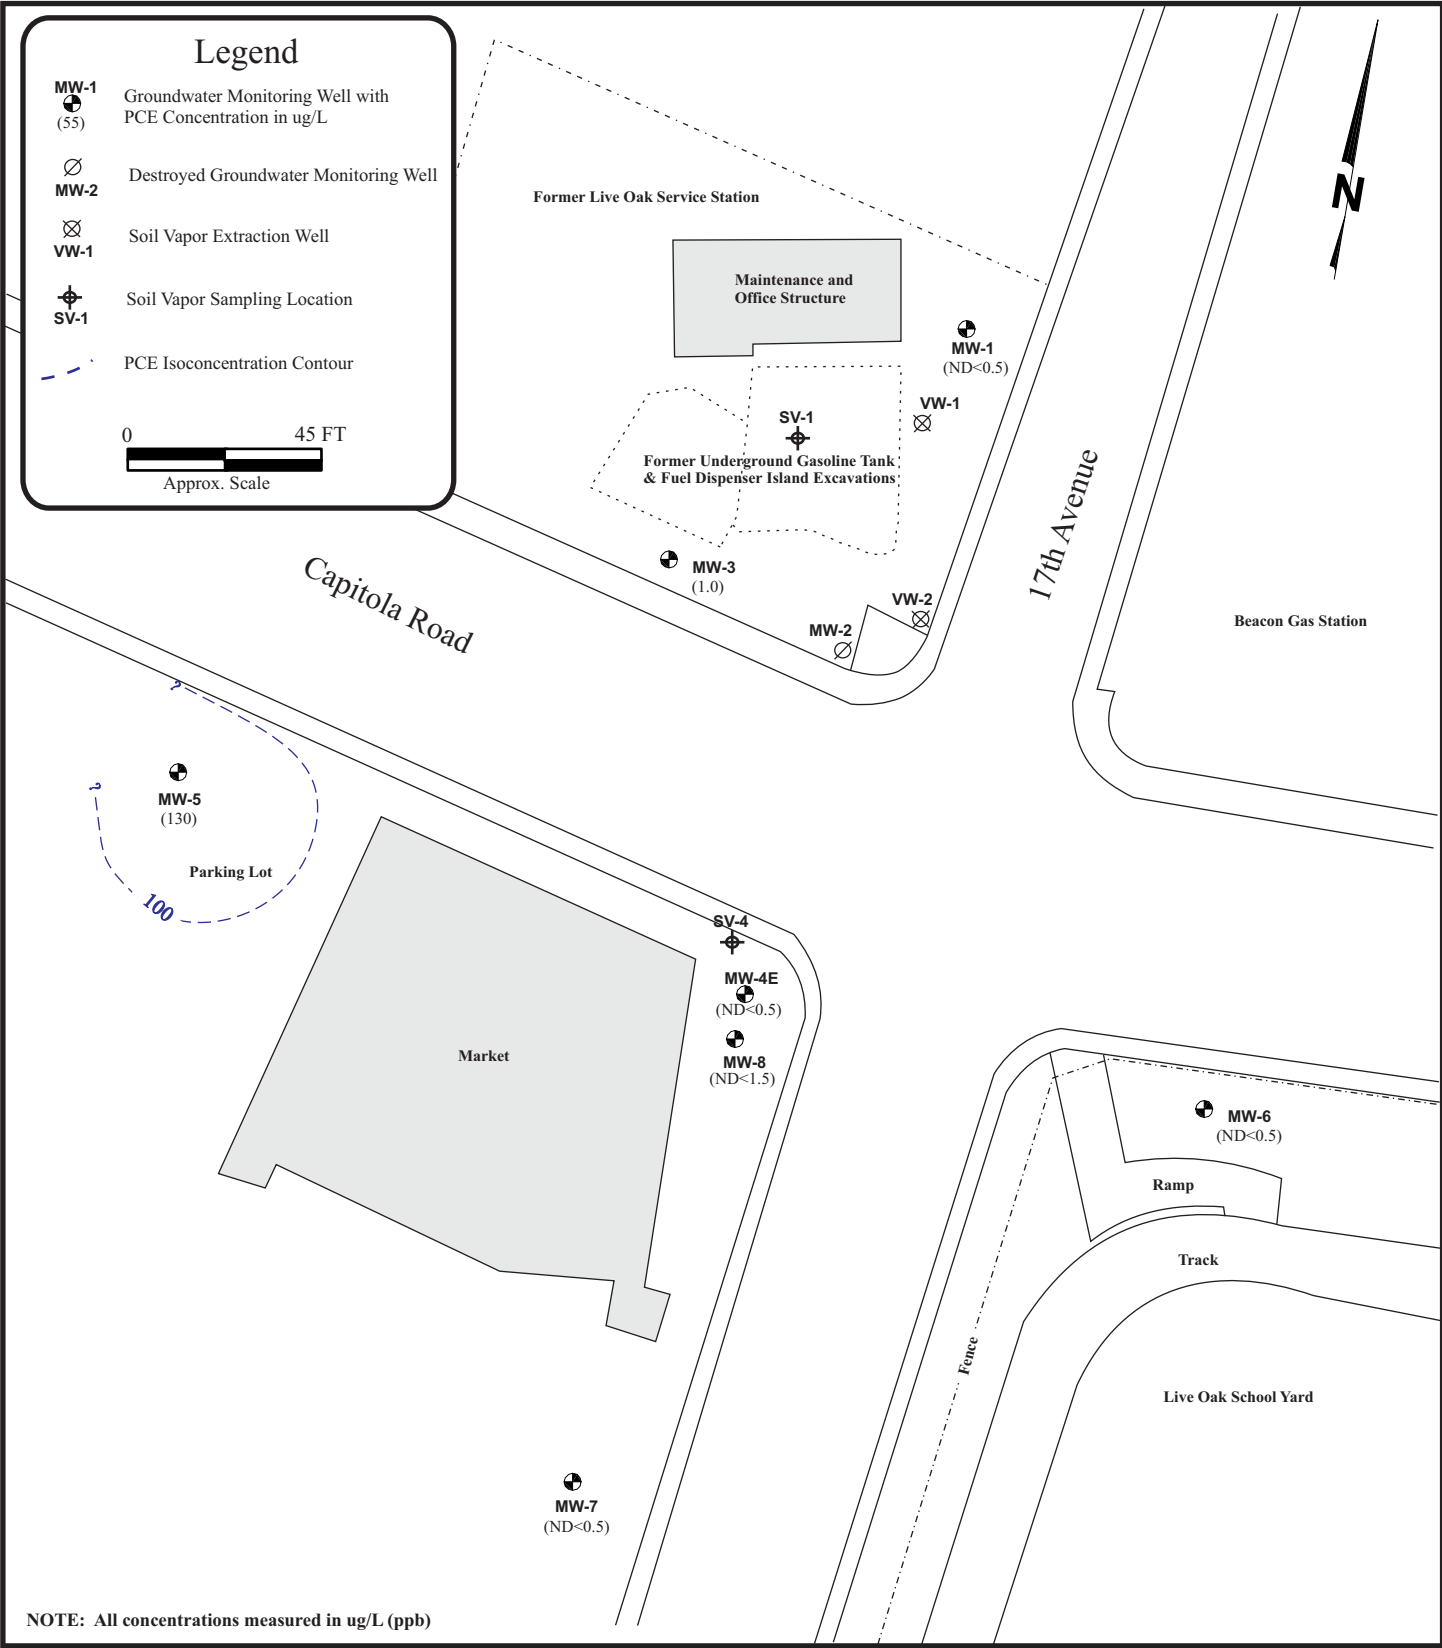 Legend
MW-1
(55)
Groundwater Monitoring Well with
PCE Concentration in ug/L
MW-2
Destroyed Groundwater Monitoring Well
VW-1
Soil Vapor Extraction Well
SV-1
Soil Vapor Sampling Location
PCE Isoconcentration Contour
0 45 FT
Approx. Scale
N
Former Live Oak Service Station
Maintenance and
Office Structure
MW-1
(ND<0.5)
VW-1
SV-1
Former Underground Gasoline Tank
& Fuel Dispenser Island Excavations
17th Avenue
MW-3
(1.0)
Capitola Road
VW-2
MW-2
Beacon Gas Station
?
?
MW-5
(130)
Parking Lot
100
SV-4
MW-4E
(ND<0.5)
MW-8
(ND<1.5)
Market
MW-6
(ND<0.5)
Ramp
Track
Fence
Live Oak School Yard
MW-7
(ND<0.5)
NOTE: All concentrations measured in ug/L (ppb)